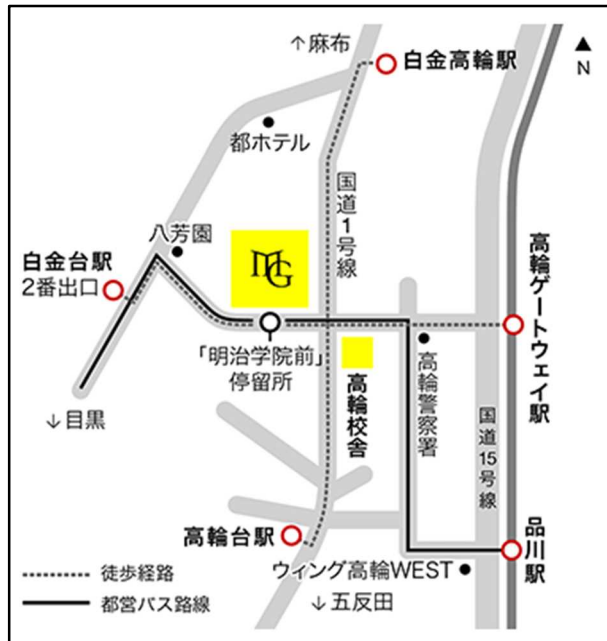 ↑麻布
白金高輪駅
N
都ホテル
国道1号線
八芳園
白金台駅
2番出口
MG
高輪ゲートウェイ駅
「明治学院前」
停留所
高輪校舎
高輪警察署
↓目黒
国道15号線
高輪台駅
品川駅
ウィング高輪WEST
↓五反田
徒歩経路
都営バス路線